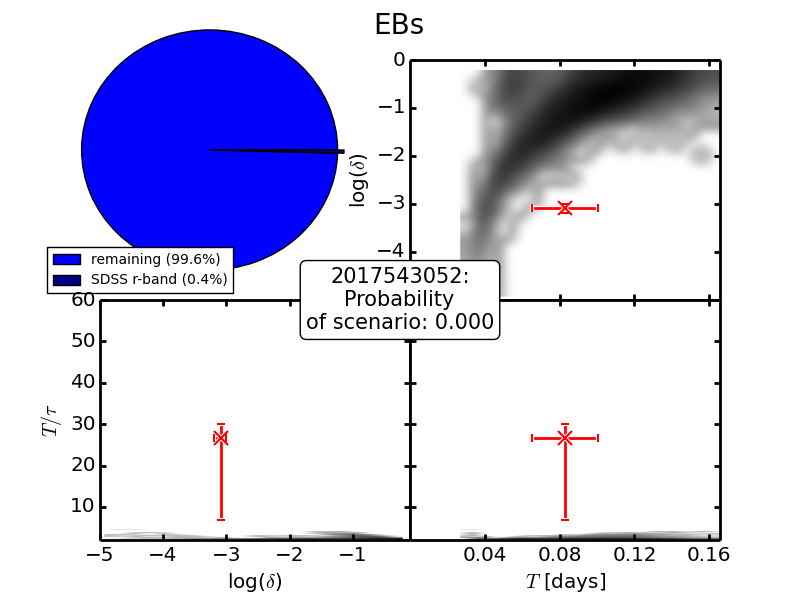 EBs
0
−1
−2
−3
−4
log(δ)
remaining (99.6%)
SDSS r-band (0.4%)
2017543052:
Probability
of scenario: 0.000
60
50
40
30
20
10
T/τ
−5 −4 −3 −2 −1
log(δ)
0.04 0.08 0.12 0.16
T [days]